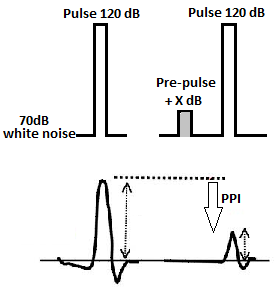 Pulse 120 dB
Pulse 120 dB
Pre-pulse
+ X dB
70dB
white noise
PPI